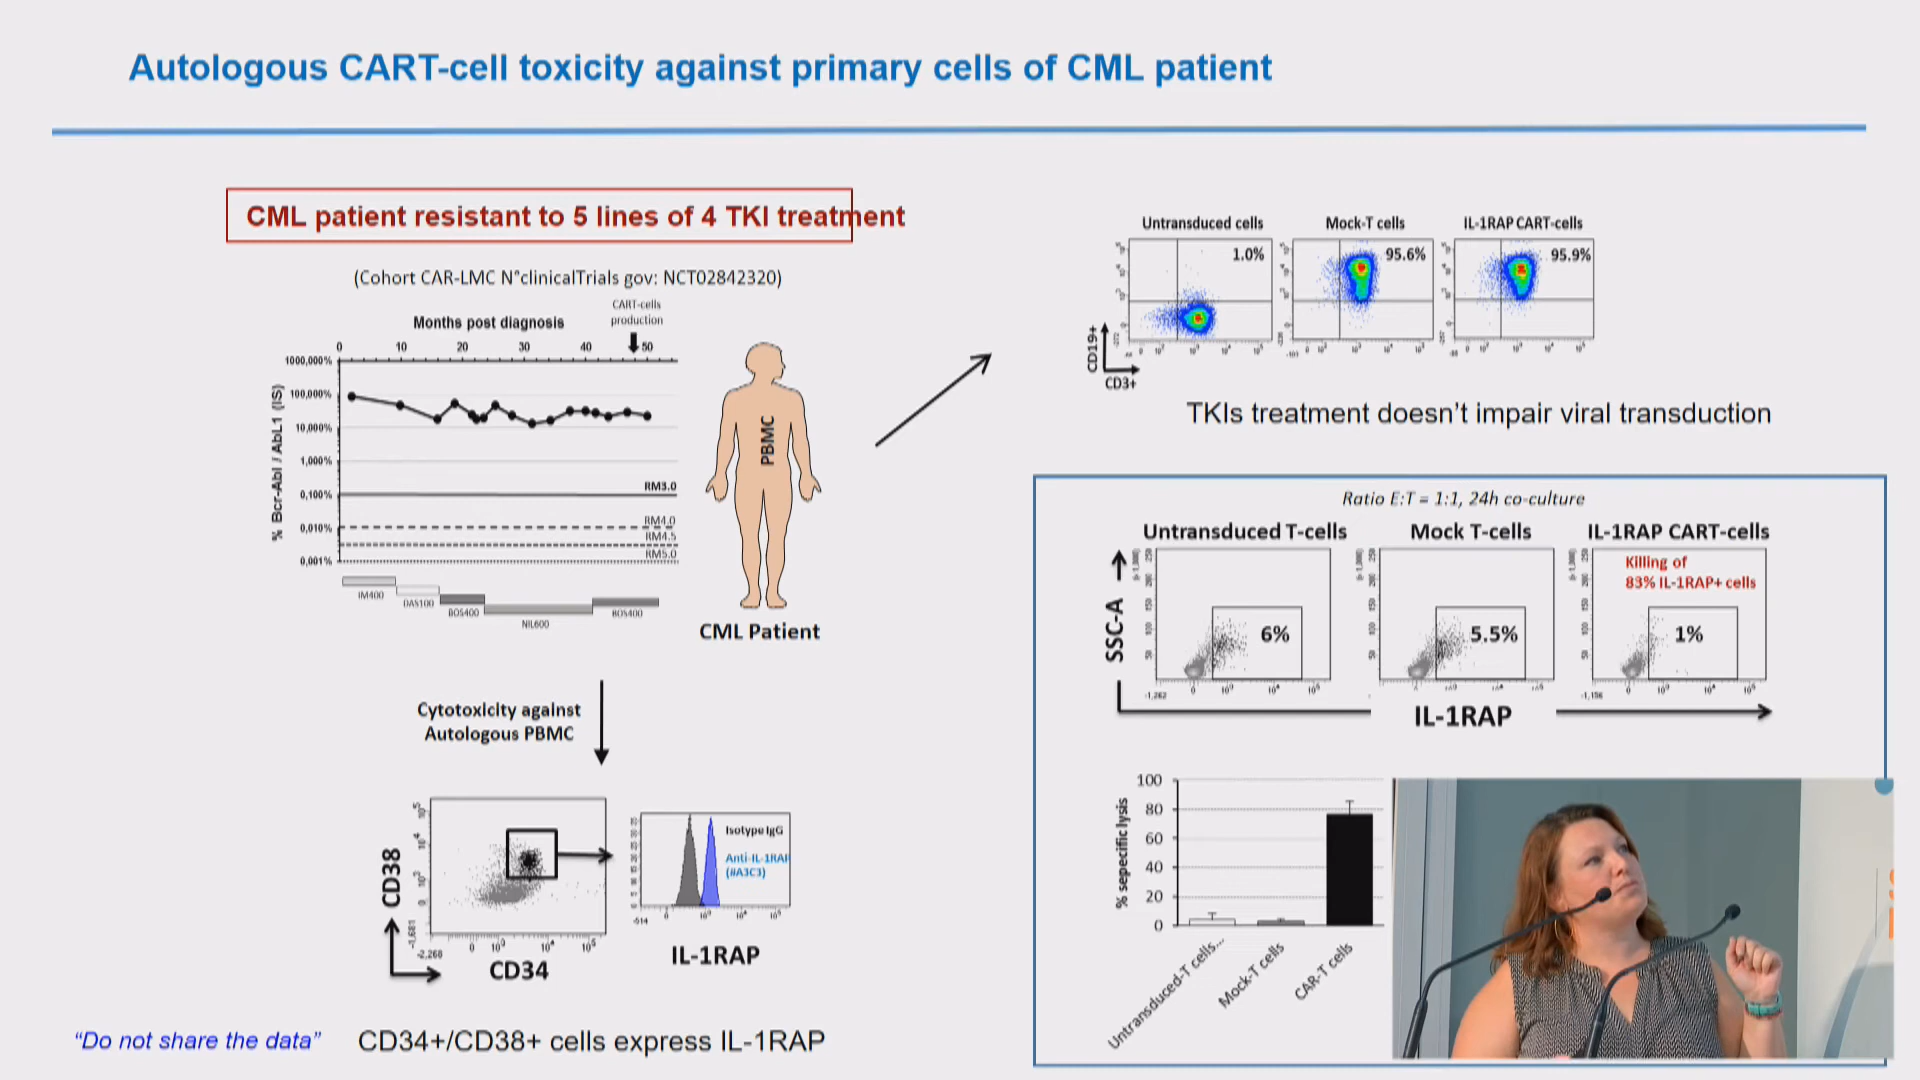 Autologous CART-cell toxicity against primary cells of CML patient
CML patient resistant to 5 lines of 4 TKI treatment
(Cohort CAR-LMC N°clinicalTrials gov: NCT02842320)
CART-cells
production
Months post diagnosis
0 10 20 30 40 50
% Bcr-Abl / AbL1 (IS)
1000,000%
100,000%
10,000%
1,000%
0,100%
0,010%
0,001%
RM3.0
RM4.0
RM4.5
RM5.0
IM400
DAS100
BOS400
NIL600
BOS400
PBMC
CML Patient
Cytotoxicity against
Autologous PBMC
CD38
CD34
Isotype IgG
Anti-IL-1RAP
(#A3C3)
IL-1RAP
"Do not share the data"
CD34+/CD38+ cells express IL-1RAP
Untransduced cells
Mock-T cells
IL-1RAP CART-cells
1.0%
95.6%
95.9%
CD19+
CD3+
TKIs treatment doesn't impair viral transduction
Ratio E:T = 1:1, 24h co-culture
Untransduced T-cells
Mock T-cells
IL-1RAP CART-cells
Killing of
83% IL-1RAP+ cells
6%
5.5%
1%
SSC-A
IL-1RAP
% sepecific lysis
100
80
60
40
20
0
Untransduced-T cells...
Mock-T cells
CAR-T cells